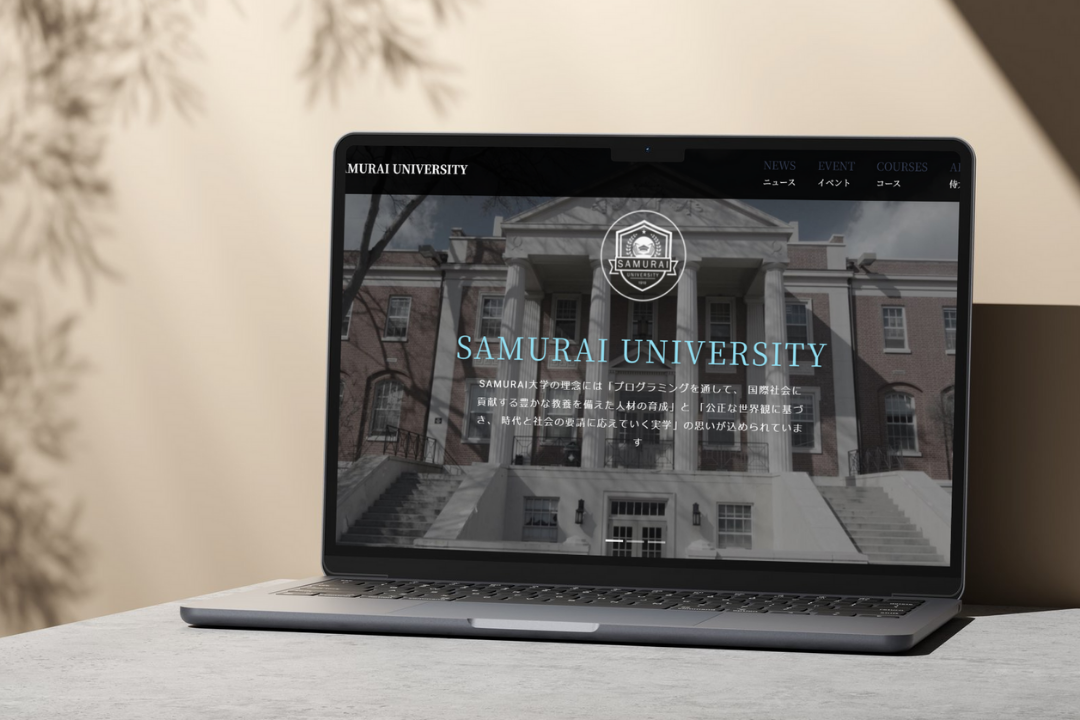 AMURAI UNIVERSITY
NEWS EVENT COURSES A
ニュース イベント コース 侍
SAMURAI
UNIVERSITY
SAMURAI UNIVERSITY
SAMURAI大学の理念には「プログラミングを通して、 国際社会に
貢献する豊かな教養を備えた人材の育成」と 「公正な世界観に基づ
き、 時代と社会の要請に応えていく実学」の思いが込められていま
す